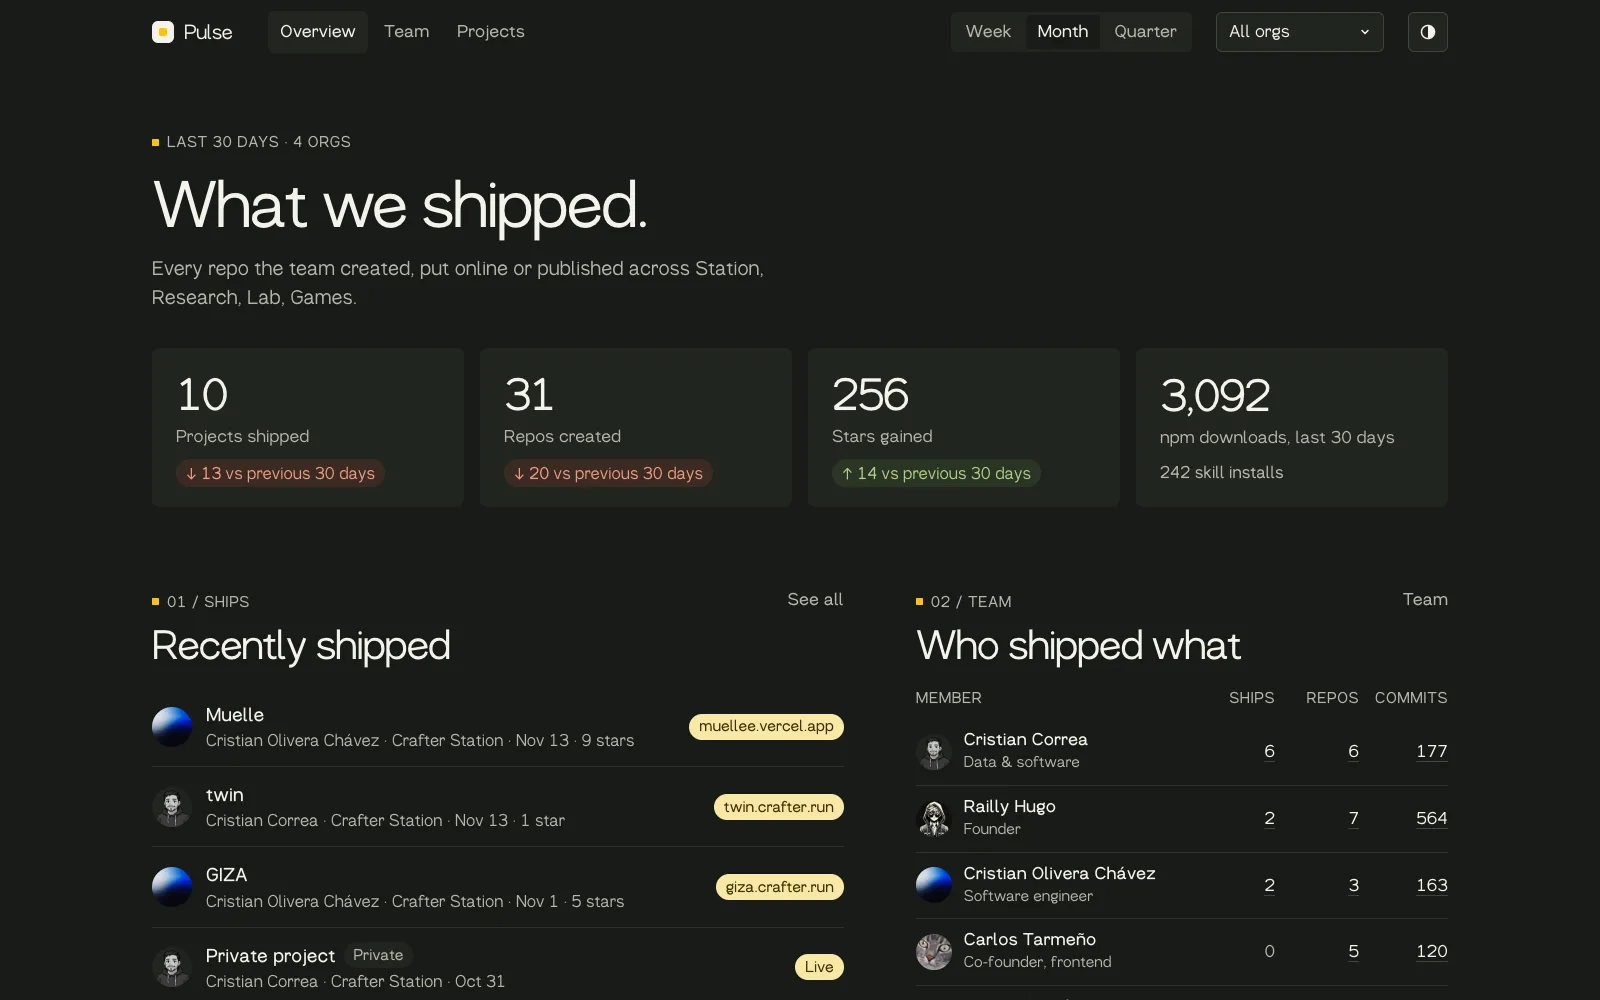 Pulse
Overview
Team
Projects
Week
Month
Quarter
All orgs
LAST 30 DAYS · 4 ORGS
What we shipped.
Every repo the team created, put online or published across Station,
Research, Lab, Games.
10
Projects shipped
↓ 13 vs previous 30 days
31
Repos created
↓ 20 vs previous 30 days
256
Stars gained
↑ 14 vs previous 30 days
3,092
npm downloads, last 30 days
242 skill installs
01 / SHIPS
See all
Recently shipped
Muelle
Cristian Olivera Chávez · Crafter Station · Nov 13 · 9 stars
muellee.vercel.app
twin
Cristian Correa · Crafter Station · Nov 13 · 1 star
twin.crafter.run
GIZA
Cristian Olivera Chávez · Crafter Station · Nov 1 · 5 stars
giza.crafter.run
Private project Private
Cristian Correa · Crafter Station · Oct 31
Live
02 / TEAM
Team
Who shipped what
MEMBER SHIPS REPOS COMMITS
Cristian Correa
Data & software
6 6 177
Railly Hugo
Founder
2 7 564
Cristian Olivera Chávez
Software engineer
2 3 163
Carlos Tarmeño
Co-founder, frontend
0 5 120